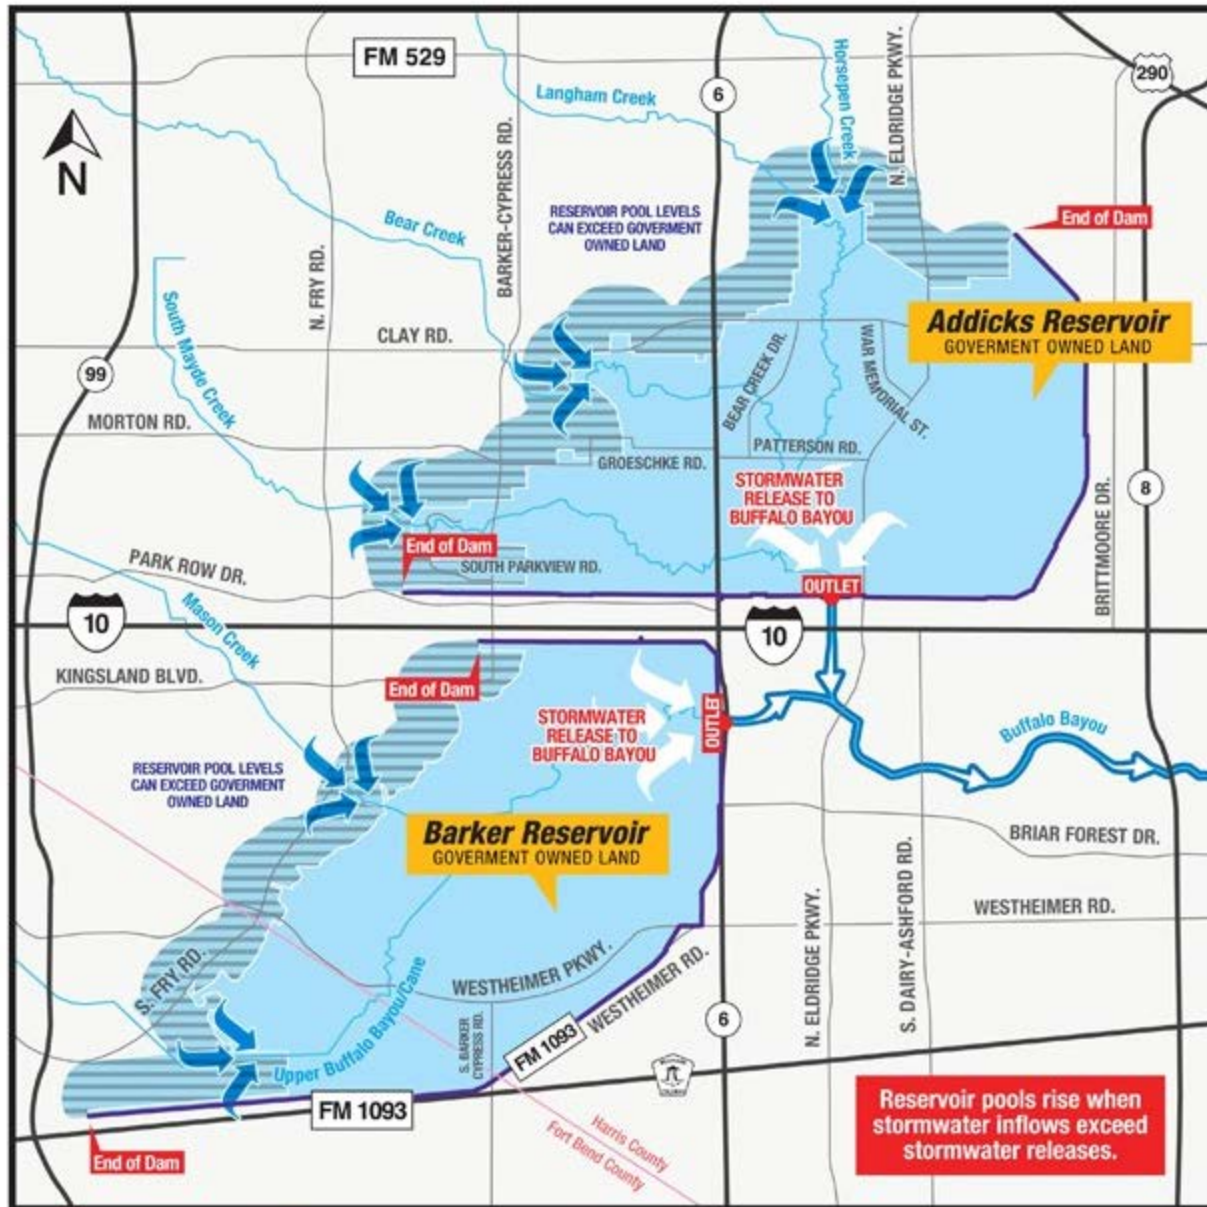 FM 529
6
Horsepen Creek
N. ELDRIDGE PKWY.
290
Langham Creek
BARKER-CYPRESS RD.
N
RESERVOIR POOL LEVELS
CAN EXCEED GOVERMENT
OWNED LAND
End of Dam
Bear Creek
N. FRY RD.
South Mayde Creek
CLAY RD.
Addicks Reservoir
GOVERMENT OWNED LAND
99
BEAR CREEK DR.
WAR MEMORIAL ST.
MORTON RD.
PATTERSON RD.
GROESCHKE RD.
STORMWATER
RELEASE TO
BUFFALO BAYOU
8
BRITTMOORE DR.
End of Dam
SOUTH PARKVIEW RD.
PARK ROW DR.
OUTLET
10
Mason Creek
10
KINGSLAND BLVD.
End of Dam
STORMWATER
RELEASE TO
BUFFALO BAYOU
OUTLET
Buffalo Bayou
RESERVOIR POOL LEVELS
CAN EXCEED GOVERMENT
OWNED LAND
Barker Reservoir
GOVERMENT OWNED LAND
BRIAR FOREST DR.
N. ELDRIDGE PKWY.
S. DAIRY-ASHFORD RD.
WESTHEIMER RD.
S. FRY RD.
WESTHEIMER PKWY.
WESTHEIMER RD.
Upper Buffalo Bayou/Cane
S. BARKER
CYPRESS RD.
FM 1093
6
FM 1093
Harris County
Fort Bend County
End of Dam
Reservoir pools rise when
stormwater inflows exceed
stormwater releases.